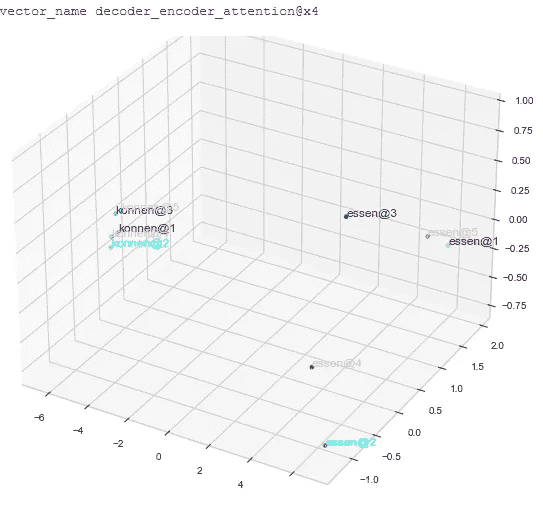 vector_name decoder_encoder_attention@x4
1.00
0.75
0.50
0.25
0.00
−0.25
−0.50
−0.75
konnen@3
konnen@1
konnen@2
essen@3
essen@5
essen@1
essen@4
essen@2
2.0
1.5
1.0
0.5
0.0
−0.5
−1.0
−6
−4
−2
0
2
4